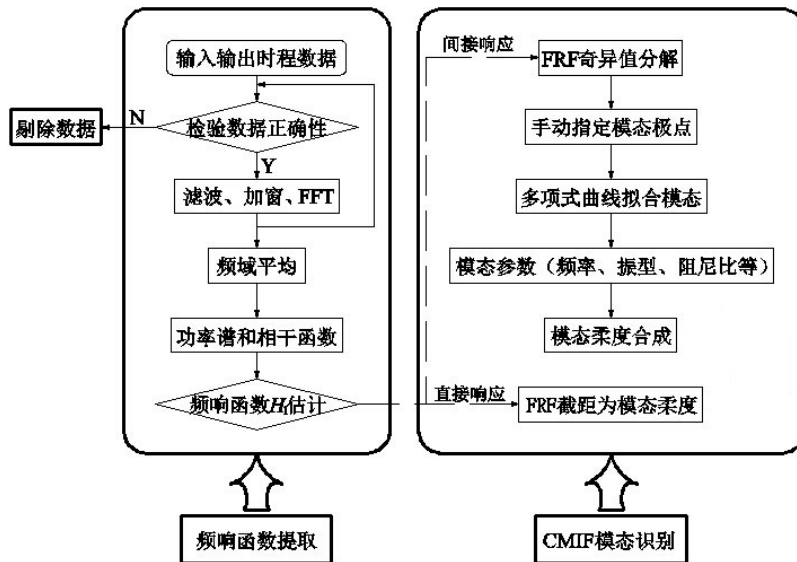 输入输出时程数据
检验数据正确性
N
剔除数据
Y
滤波、加窗、FFT
频域平均
功率谱和相干函数
频响函数H₁估计
频响函数提取
间接响应
FRF奇异值分解
手动指定模态极点
多项式曲线拟合模态
模态参数（频率、振型、阻尼比等）
模态柔度合成
直接响应
FRF截距为模态柔度
CMIF模态识别